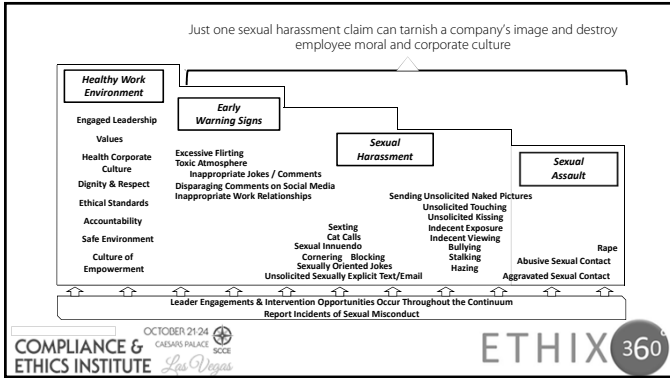 Just one sexual harassment claim can tarnish a company's image and destroy
employee moral and corporate culture
Healthy Work
Environment
Engaged Leadership
Values
Health Corporate
Culture
Dignity & Respect
Ethical Standards
Accountability
Safe Environment
Culture of
Empowerment
Early
Warning Signs
Excessive Flirting
Toxic Atmosphere
Inappropriate Jokes / Comments
Disparaging Comments on Social Media
Inappropriate Work Relationships
Sexual
Harassment
Sexting
Cat Calls
Sexual Innuendo
Cornering Blocking
Sexually Oriented Jokes
Unsolicited Sexually Explicit Text/Email
Sending Unsolicited Naked Pictures
Unsolicited Touching
Unsolicited Kissing
Indecent Exposure
Indecent Viewing
Bullying
Stalking
Hazing
Sexual
Assault
Rape
Abusive Sexual Contact
Aggravated Sexual Contact
Leader Engagements & Intervention Opportunities Occur Throughout the Continuum
Report Incidents of Sexual Misconduct
OCTOBER 21-24
CAESARS PALACE
SCCE
COMPLIANCE &
ETHICS INSTITUTE
Las Vegas
ETHIX 360°